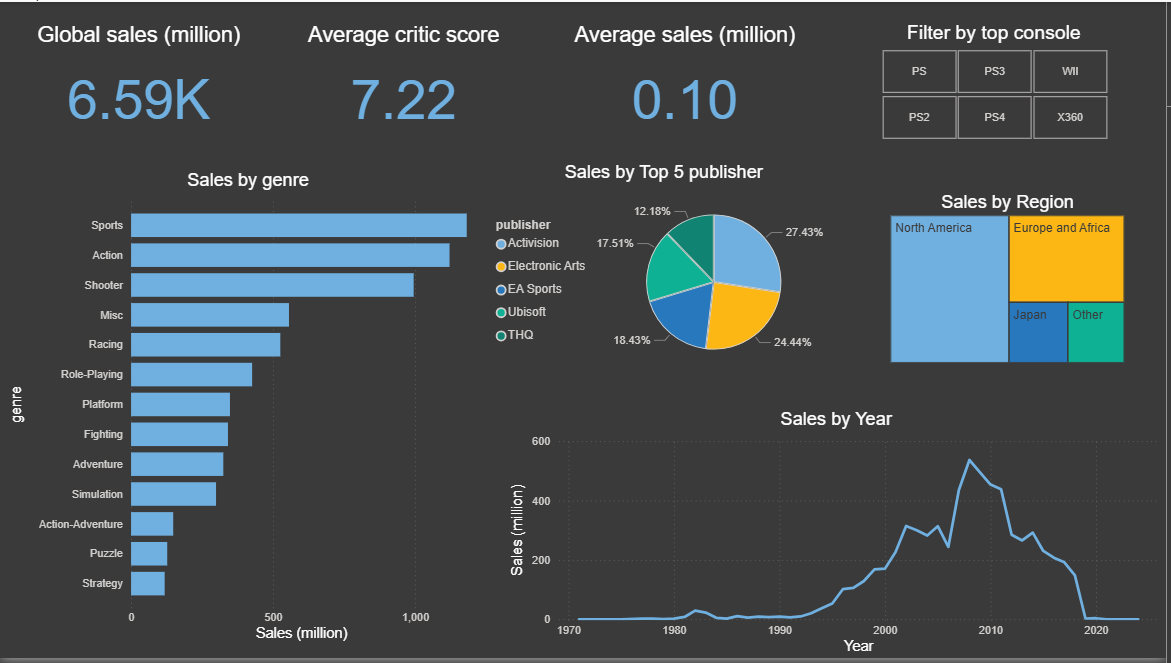 Global sales (million)
6.59K
Average critic score
7.22
Average sales (million)
0.10
Filter by top console
PS
PS3
WII
PS2
PS4
X360
Sales by genre
genre
Sports
Action
Shooter
Misc
Racing
Role-Playing
Platform
Fighting
Adventure
Simulation
Action-Adventure
Puzzle
Strategy
0
500
1,000
Sales (million)
Sales by Top 5 publisher
publisher
Activision
Electronic Arts
EA Sports
Ubisoft
THQ
12.18%
27.43%
17.51%
18.43%
24.44%
Sales by Region
North America
Europe and Africa
Japan
Other
Sales by Year
Sales (million)
600
400
200
0
1970
1980
1990
2000
2010
2020
Year